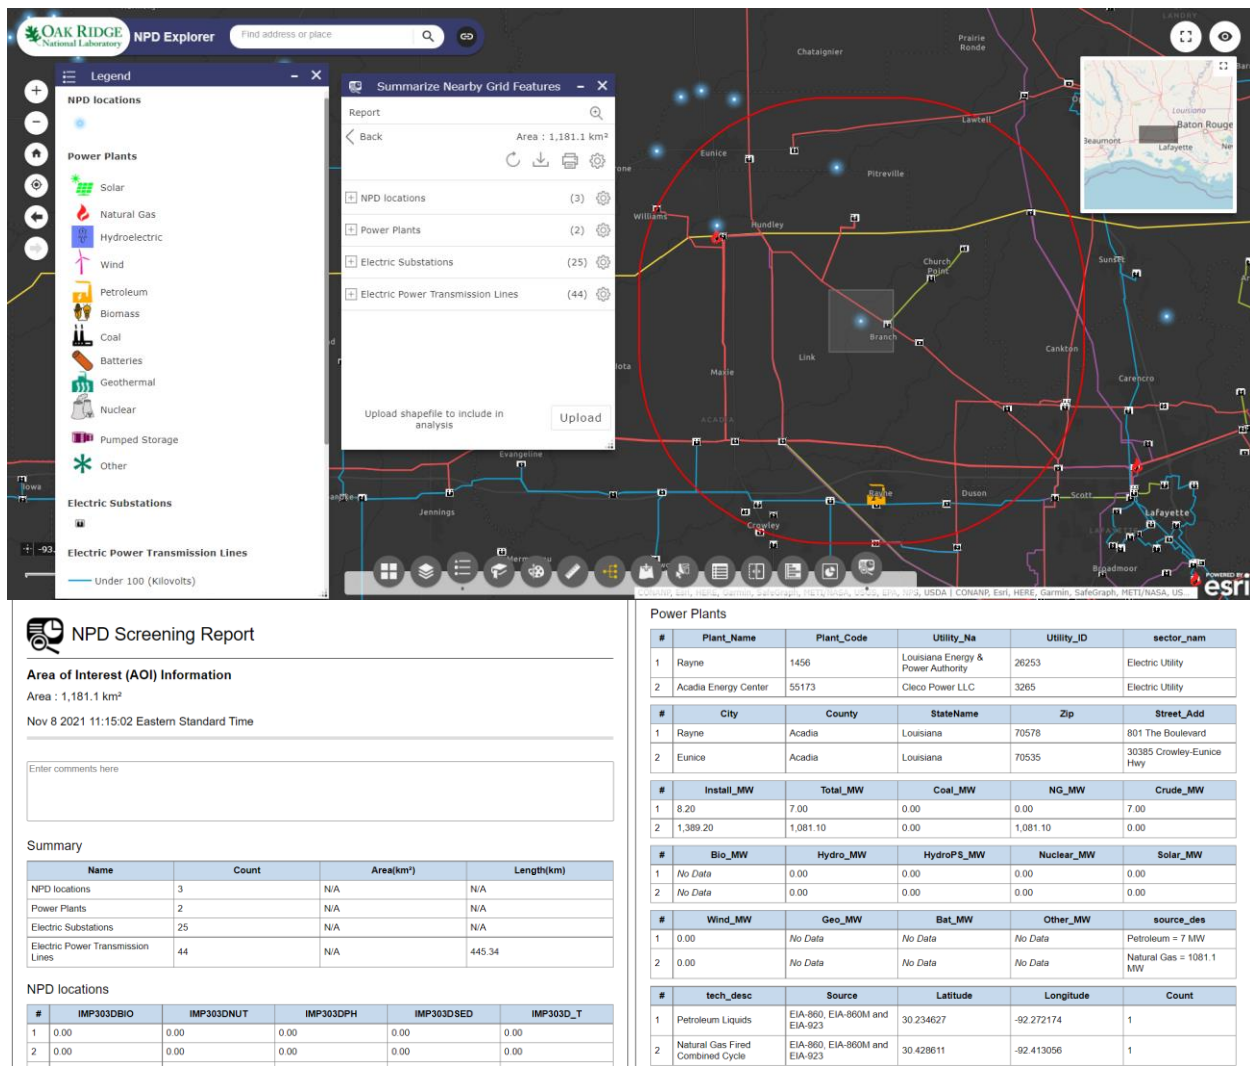 OAK RIDGE
National Laboratory
NPD Explorer
Find address or place
Legend
NPD locations
Power Plants
Solar
Natural Gas
Hydroelectric
Wind
Petroleum
Biomass
Coal
Batteries
Geothermal
Nuclear
Pumped Storage
Other
Electric Substations
Electric Power Transmission Lines
Under 100 (Kilovolts)
Summarize Nearby Grid Features
Report
Back
Area : 1,181.1 km²
NPD locations (3)
Power Plants (2)
Electric Substations (25)
Electric Power Transmission Lines (44)
Upload shapefile to include in
analysis
Upload
LANDRY
Prairie
Ronde
Chataignier
Lawtell
Eunice
Pitreville
Williams
Hundley
Church
Point
Sunset
Branch
Link
Maxie
Cankton
Carencro
ACADIA
Evangeline
Iowa
Jennings
Rayne
Duson
Scott
Crowley
Lafayette
Broadmoor
Louisiana
Baton Rouge
Beaumont
Lafayette
-93.
POWERED BY
esri
NPD Screening Report
Area of Interest (AOI) Information
Area : 1,181.1 km²
Nov 8 2021 11:15:02 Eastern Standard Time
Enter comments here
Summary
Name Count Area(km²) Length(km)
NPD locations 3 N/A N/A
Power Plants 2 N/A N/A
Electric Substations 25 N/A N/A
Electric Power Transmission
Lines 44 N/A 445.34
NPD locations
# IMP303DBIO IMP303DNUT IMP303DPH IMP303DSED IMP303D_T
1 0.00 0.00 0.00 0.00 0.00
2 0.00 0.00 0.00 0.00 0.00
Power Plants
# Plant_Name Plant_Code Utility_Na Utility_ID sector_nam
1 Rayne 1456 Louisiana Energy &
Power Authority 26253 Electric Utility
2 Acadia Energy Center 55173 Cleco Power LLC 3265 Electric Utility
# City County StateName Zip Street_Add
1 Rayne Acadia Louisiana 70578 801 The Boulevard
2 Eunice Acadia Louisiana 70535 30385 Crowley-Eunice
Hwy
# Install_MW Total_MW Coal_MW NG_MW Crude_MW
1 8.20 7.00 0.00 0.00 7.00
2 1,389.20 1,081.10 0.00 1,081.10 0.00
# Bio_MW Hydro_MW HydroPS_MW Nuclear_MW Solar_MW
1 No Data 0.00 0.00 0.00 0.00
2 No Data 0.00 0.00 0.00 0.00
# Wind_MW Geo_MW Bat_MW Other_MW source_des
1 0.00 No Data No Data No Data Petroleum = 7 MW
2 0.00 No Data No Data No Data Natural Gas = 1081.1
MW
# tech_desc Source Latitude Longitude Count
1 Petroleum Liquids EIA-860, EIA-860M and
EIA-923 30.234627 -92.272174 1
2 Natural Gas Fired
Combined Cycle EIA-860, EIA-860M and
EIA-923 30.428611 -92.413056 1